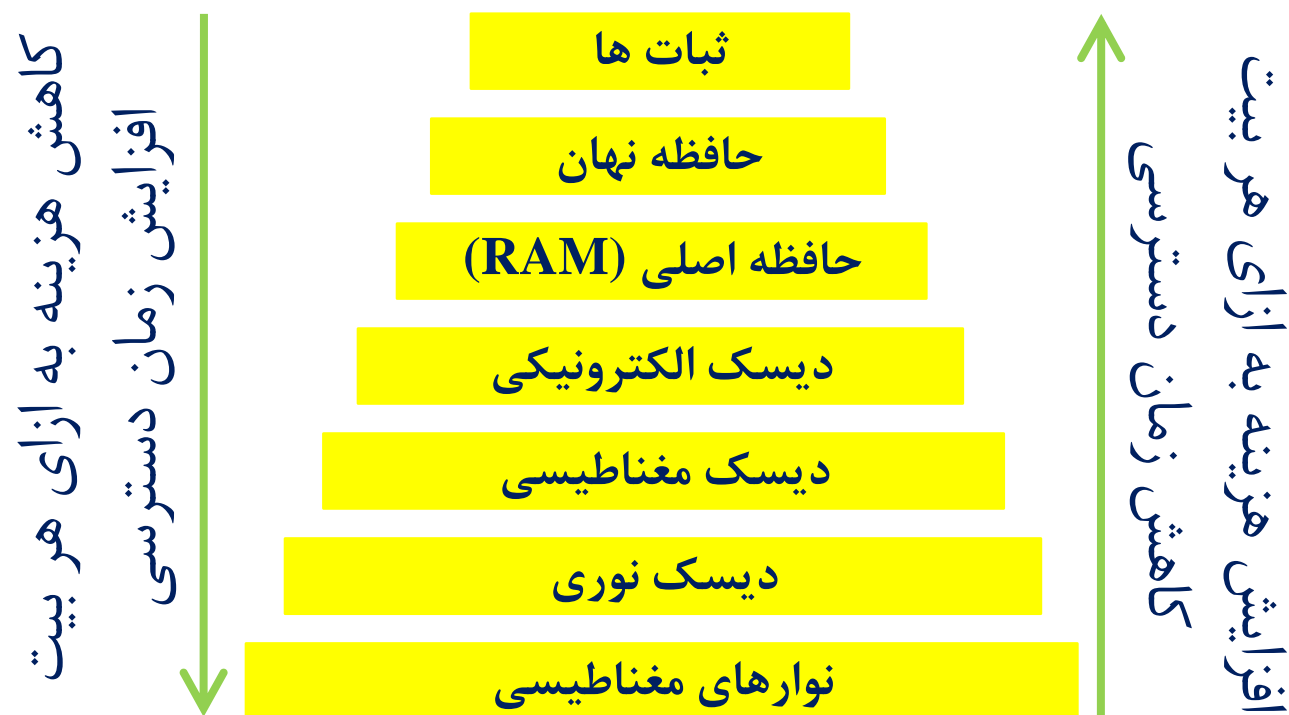 ثبات ها
حافظه نهان
حافظه اصلی (RAM)
دیسک الکترونیکی
دیسک مغناطیسی
دیسک نوری
نوارهای مغناطیسی
افزایش هزینه به ازای هر بیت
کاهش زمان دسترسی
افزایش زمان دسترسی
کاهش هزینه به ازای هر بیت